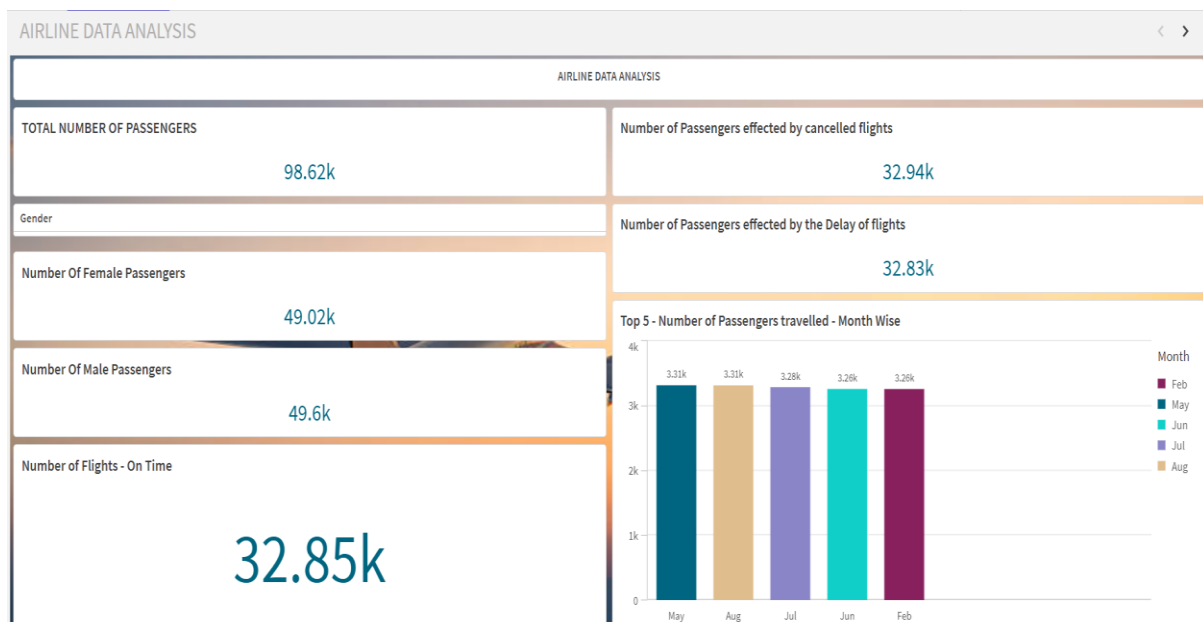 AIRLINE DATA ANALYSIS
AIRLINE DATA ANALYSIS
TOTAL NUMBER OF PASSENGERS
98.62k
Gender
Number Of Female Passengers
49.02k
Number Of Male Passengers
49.6k
Number of Flights - On Time
32.85k
Number of Passengers effected by cancelled flights
32.94k
Number of Passengers effected by the Delay of flights
32.83k
Top 5 - Number of Passengers travelled - Month Wise
4k
3k
2k
1k
0
3.31k 3.31k 3.28k 3.26k 3.26k
May Aug Jul Jun Feb
Month
Feb
May
Jun
Jul
Aug